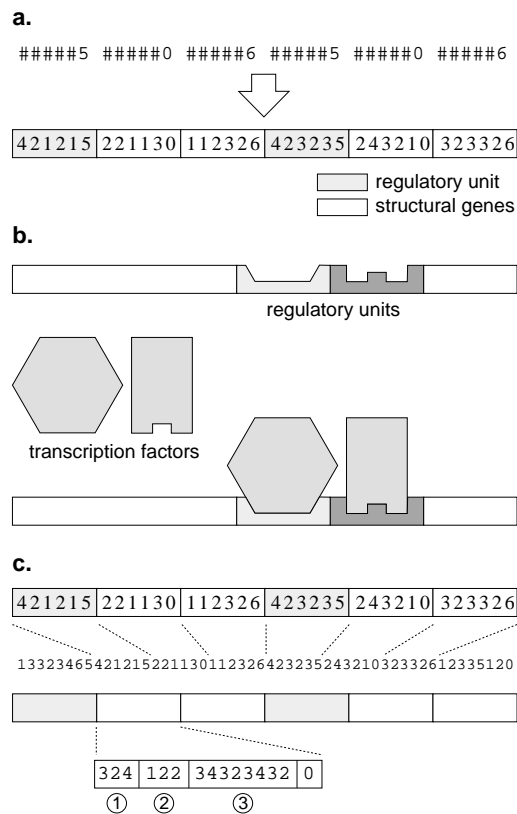 a.
#####5 #####0 #####6 #####5 #####0 #####6
421215 221130 112326 423235 243210 323326
regulatory unit
structural genes
b.
regulatory units
transcription factors
c.
421215 221130 112326 423235 243210 323326
1332346542121522113011232642323524321032332612335120
324 122 34323432 0
1 2 3